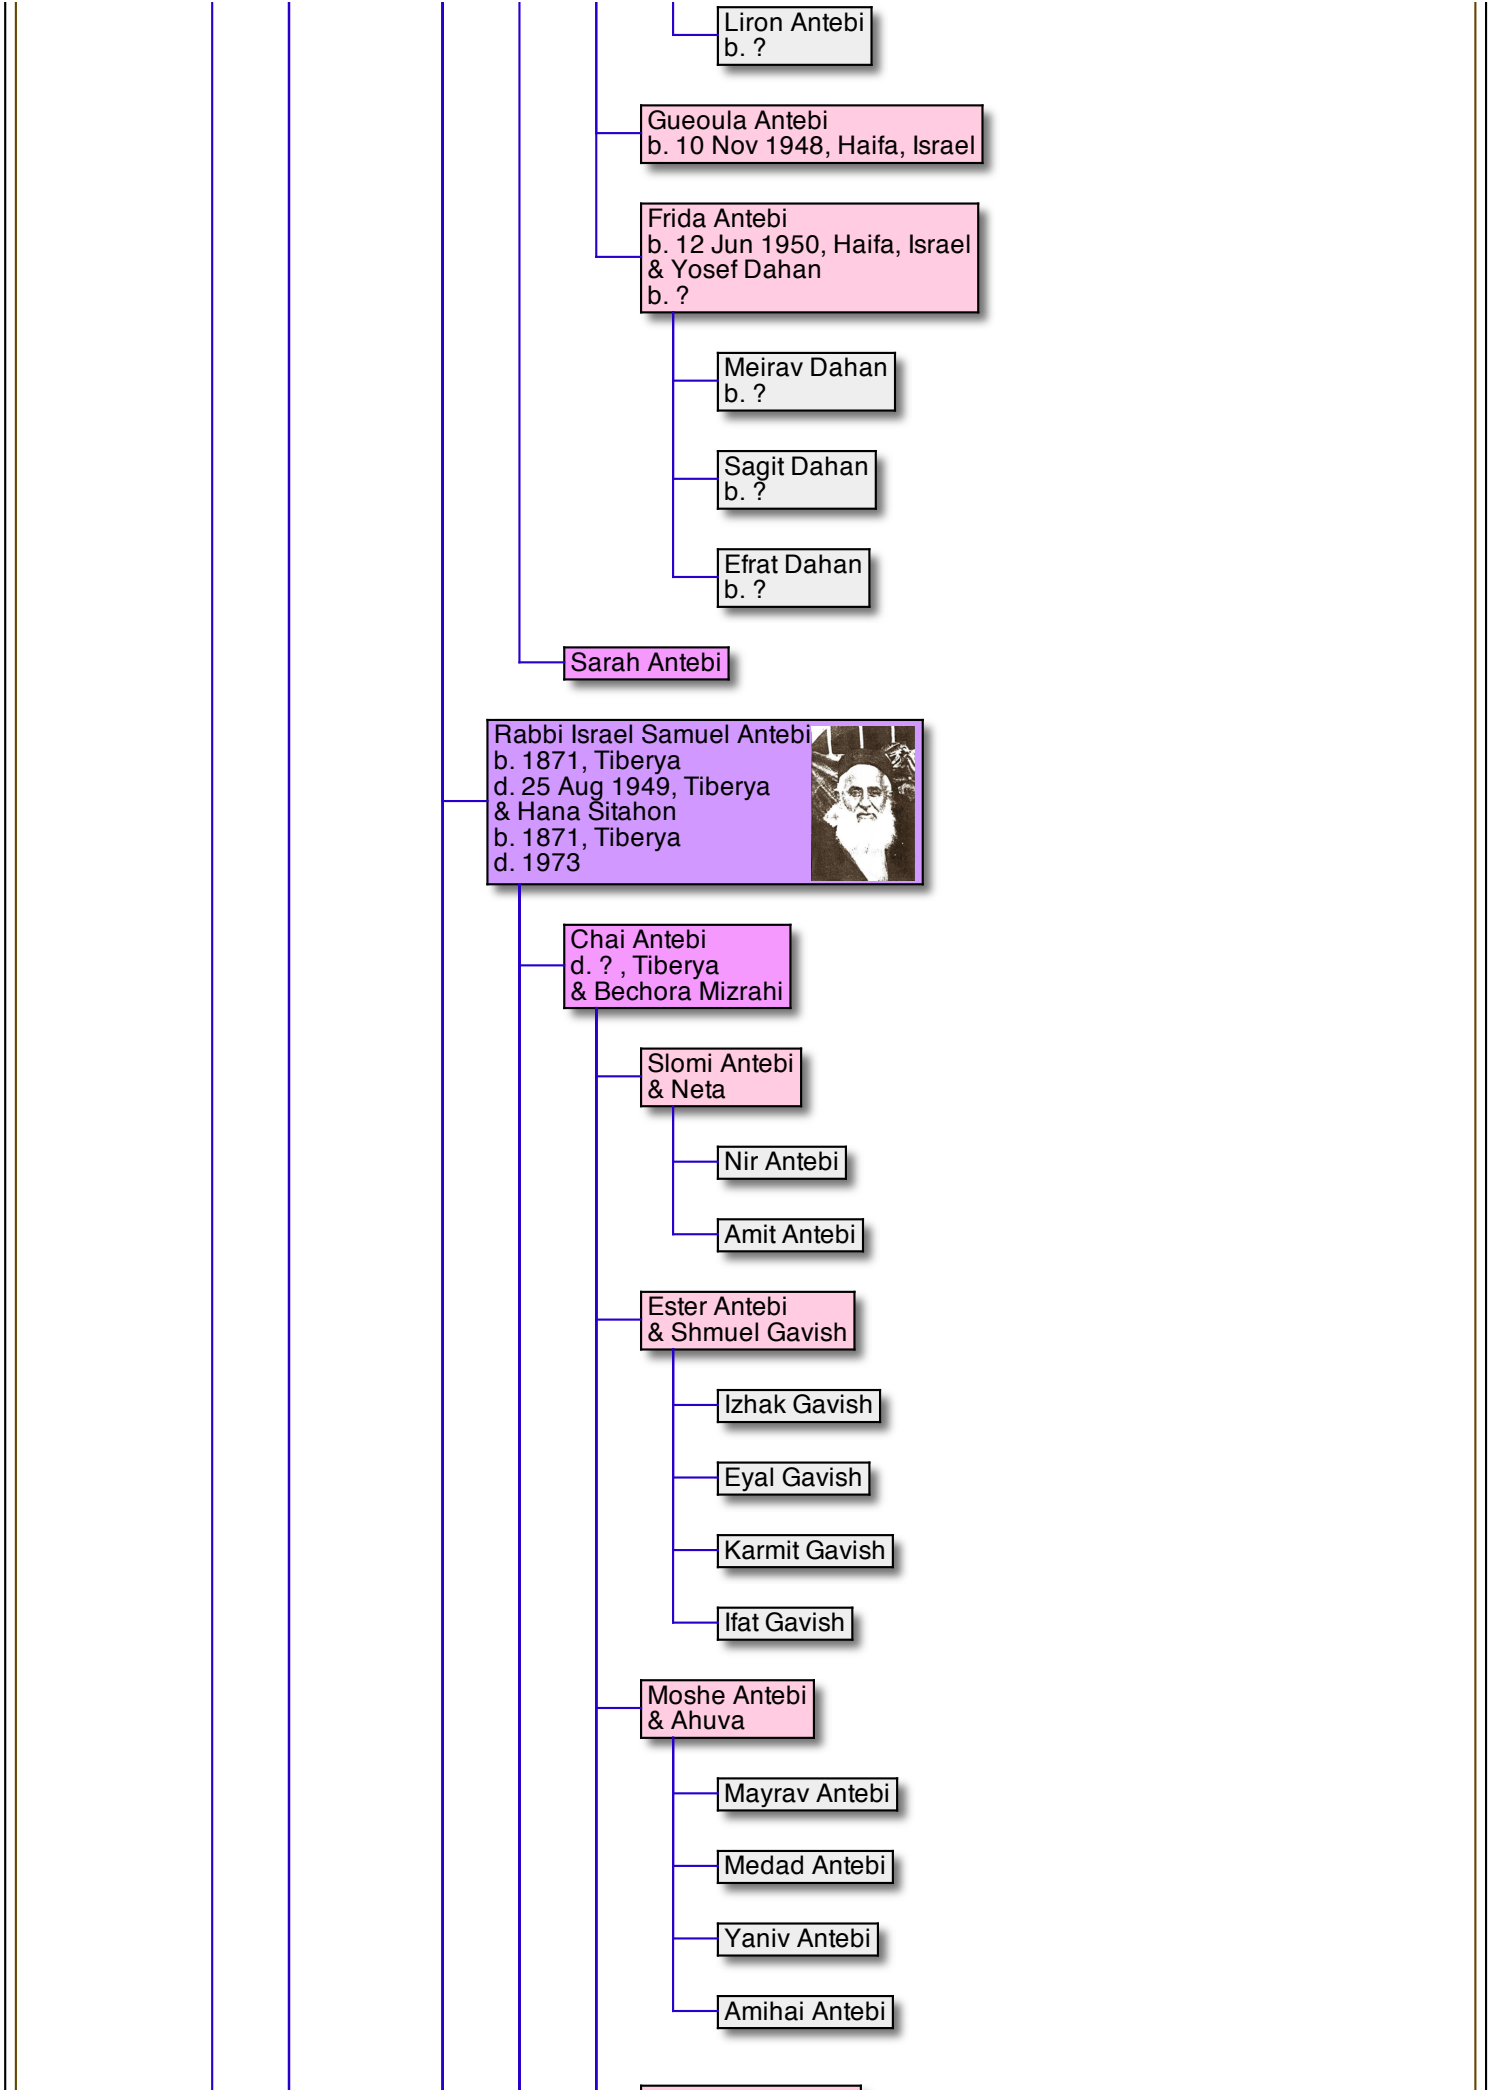 Liron Antebi
b. ?
Gueoula Antebi
b. 10 Nov 1948, Haifa, Israel
Frida Antebi
b. 12 Jun 1950, Haifa, Israel
& Yosef Dahan
b. ?
Meirav Dahan
b. ?
Sagit Dahan
b. ?
Efrat Dahan
b. ?
Sarah Antebi
Rabbi Israel Samuel Antebi
b. 1871, Tiberya
d. 25 Aug 1949, Tiberya
& Hana Sitahon
b. 1871, Tiberya
d. 1973
Chai Antebi
d. ? , Tiberya
& Bechora Mizrahi
Slomi Antebi
& Neta
Nir Antebi
Amit Antebi
Ester Antebi
& Shmuel Gavish
Izhak Gavish
Eyal Gavish
Karmit Gavish
Ifat Gavish
Moshe Antebi
& Ahuva
Mayrav Antebi
Medad Antebi
Yaniv Antebi
Amihai Antebi